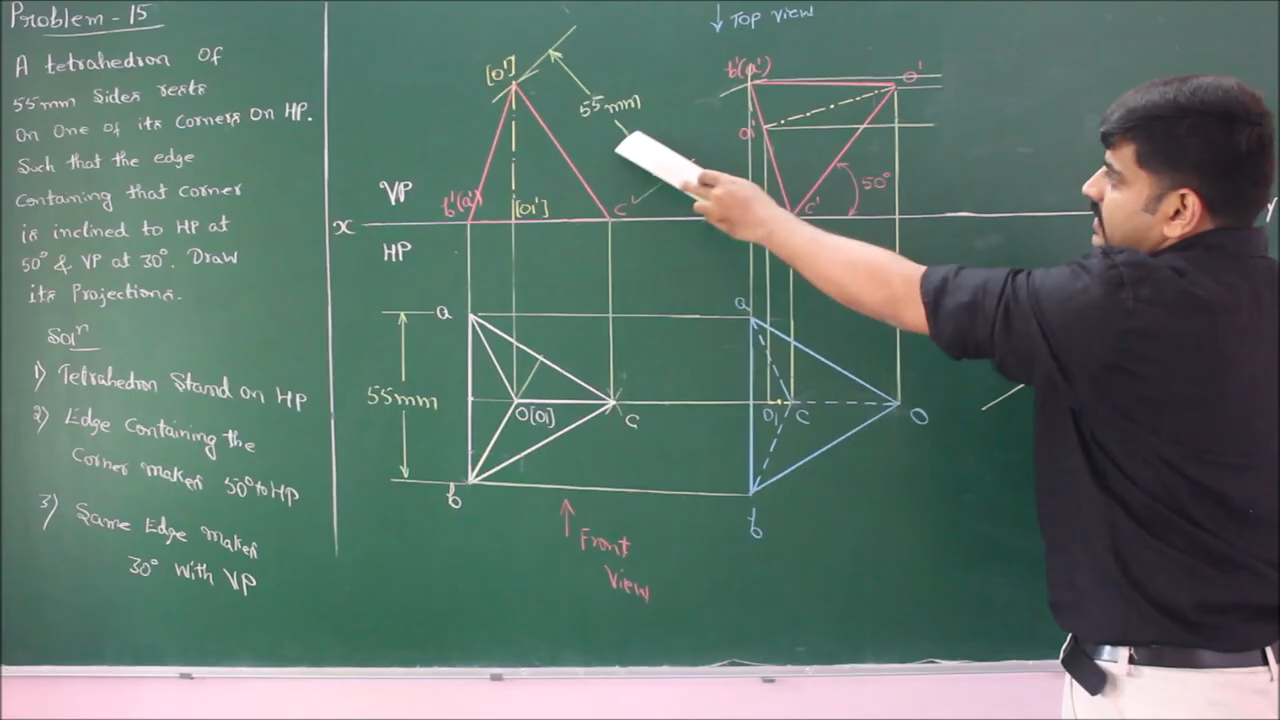 Problem - 15
A tetrahedron of
55mm Sides rests
On One of its Corners On HP.
Such that the edge
Containing that corner
is inclined to HP at
50° & VP at 30°. Draw
its Projections.
Solⁿ
1) Tetrahedron Stand on HP
2) Edge Containing the
Corner makes 50° to HP
3) Same Edge makes
30° With VP
↓ Top view
[o']
55mm
b'(a')
[o1']
c'
VP
x
HP
b'(a')
o'
o1'
50°
c'
y
a
55mm
o[o1]
c
b
a
o1
c
o
b
↑ Front
View